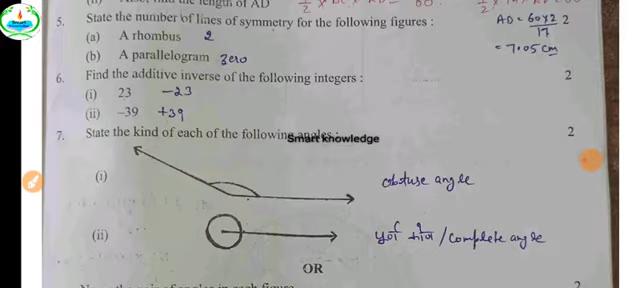 AD
5. State the number of lines of symmetry for the following figures :
AD = 60×2 2
17
= 7.05 cm
(a) A rhombus 2
(b) A parallelogram zero
6. Find the additive inverse of the following integers : 2
(i) 23 -23
(ii) -39 +39
7. State the kind of each of the following angles : 2
Smart knowledge
(i) obtuse angle
(ii) पूर्ण कोण / complete angle
OR